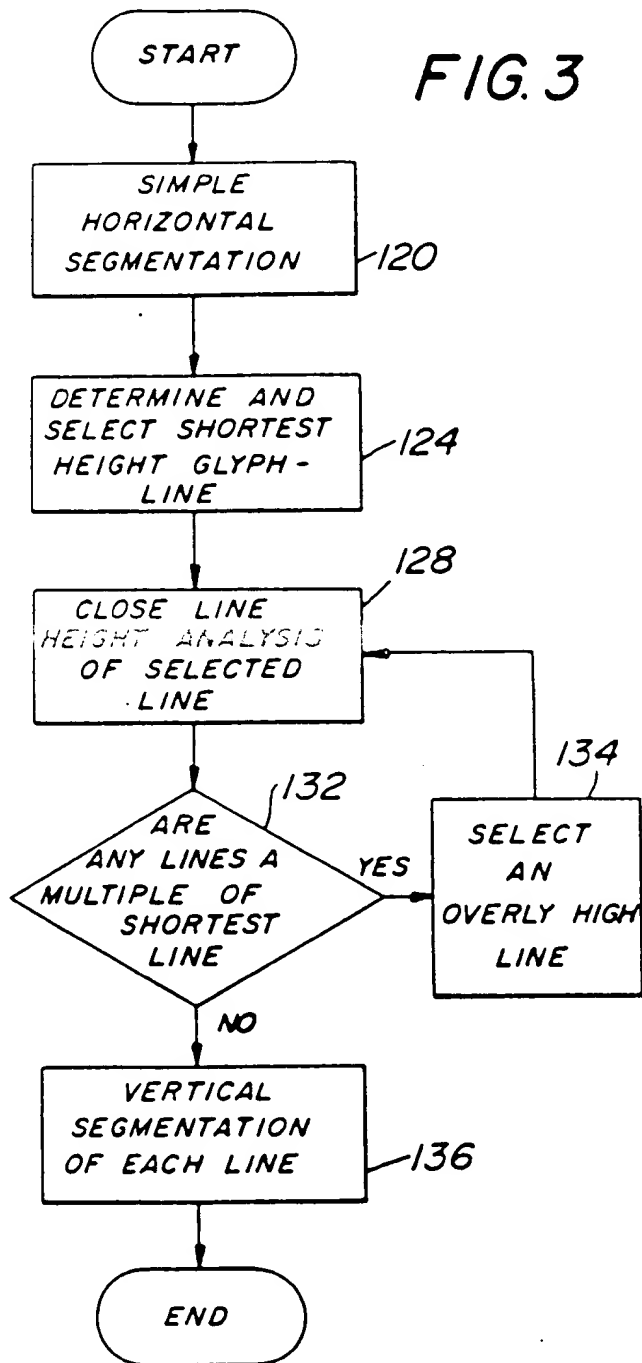 START
FIG. 3
SIMPLE
HORIZONTAL
SEGMENTATION
120
DETERMINE AND
SELECT SHORTEST
HEIGHT GLYPH-
LINE
124
128
CLOSE LINE
HEIGHT ANALYSIS
OF SELECTED
LINE
132
ARE
ANY LINES A
MULTIPLE OF
SHORTEST
LINE
YES
134
SELECT
AN
OVERLY HIGH
LINE
NO
VERTICAL
SEGMENTATION
OF EACH LINE
136
END